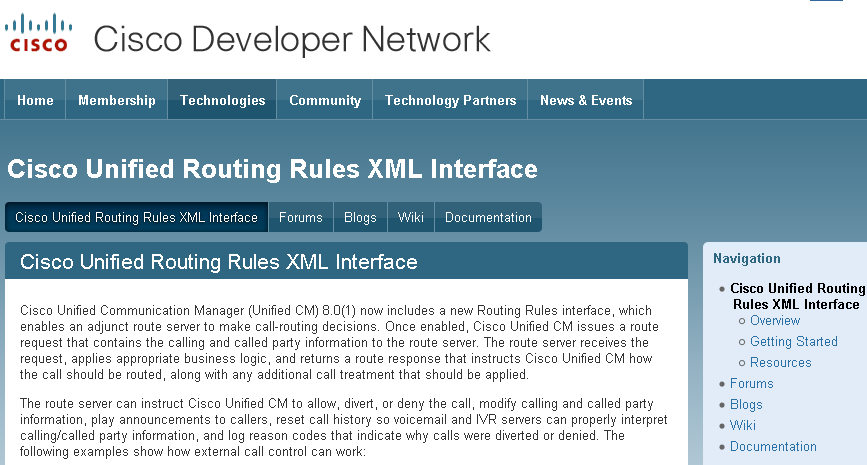 CISCO Cisco Developer Network
Home Membership Technologies Community Technology Partners News & Events
Cisco Unified Routing Rules XML Interface
Cisco Unified Routing Rules XML Interface Forums Blogs Wiki Documentation
Cisco Unified Routing Rules XML Interface
Cisco Unified Communication Manager (Unified CM) 8.0(1) now includes a new Routing Rules interface, which
enables an adjunct route server to make call-routing decisions. Once enabled, Cisco Unified CM issues a route
request that contains the calling and called party information to the route server. The route server receives the
request, applies appropriate business logic, and returns a route response that instructs Cisco Unified CM how
the call should be routed, along with any additional call treatment that should be applied.
The route server can instruct Cisco Unified CM to allow, divert, or deny the call, modify calling and called party
information, play announcements to callers, reset call history so voicemail and IVR servers can properly interpret
calling/called party information, and log reason codes that indicate why calls were diverted or denied. The
following examples show how external call control can work:
Navigation
Cisco Unified Routing
Rules XML Interface
Overview
Getting Started
Resources
Forums
Blogs
Wiki
Documentation